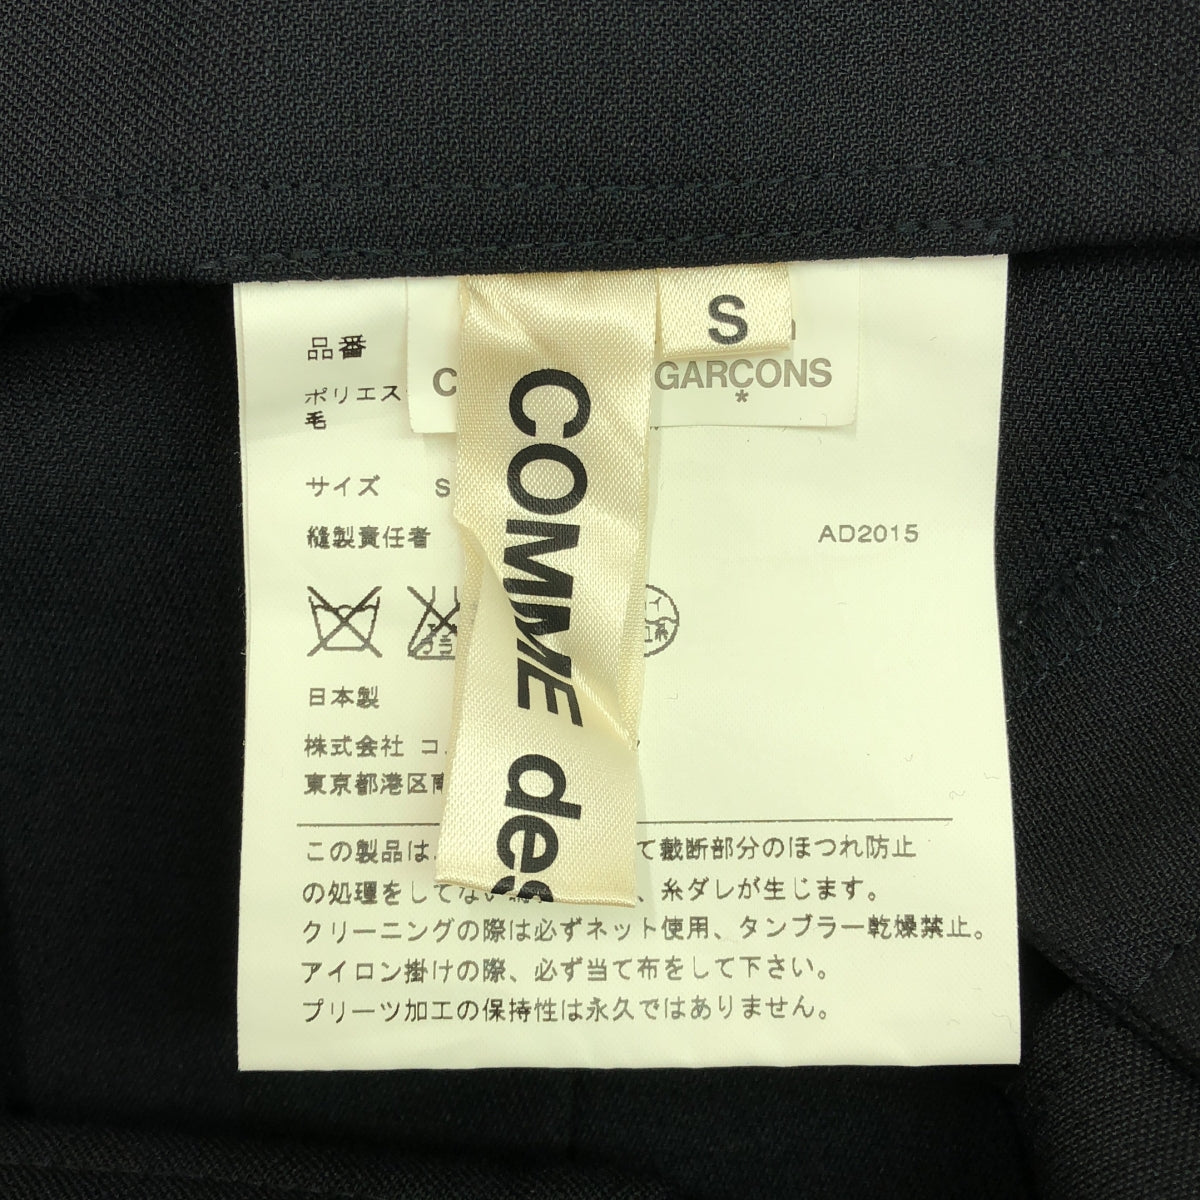 S
GARÇONS
*
COMME des
品番
ポリエス
毛
サイズ S
縫製責任者 AD2015
日本製
株式会社 コ
東京都港区南
この製品は て裁断部分のほつれ防止
の処理をしてない 、糸ダレが生じます。
クリーニングの際は必ずネット使用、タンブラー乾燥禁止。
アイロン掛けの際、必ず当て布をして下さい。
プリーツ加工の保持性は永久ではありません。